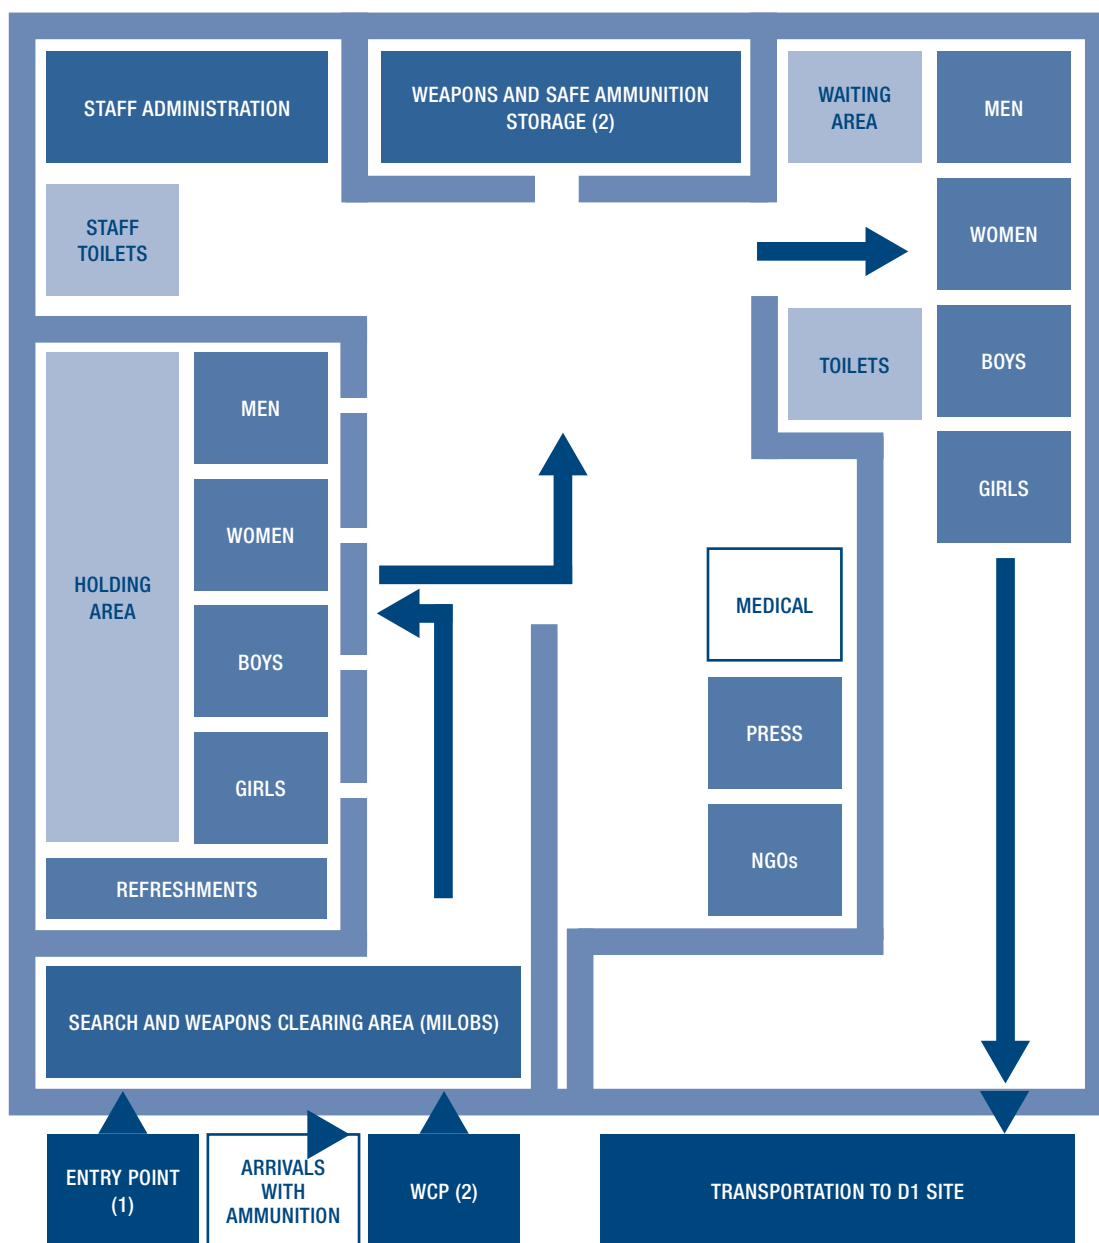 STAFF ADMINISTRATION
WEAPONS AND SAFE AMMUNITION
STORAGE (2)
WAITING
AREA
MEN
STAFF
TOILETS
WOMEN
TOILETS
BOYS
GIRLS
HOLDING
AREA
MEN
WOMEN
BOYS
GIRLS
REFRESHMENTS
MEDICAL
PRESS
NGOs
SEARCH AND WEAPONS CLEARING AREA (MILOBS)
ENTRY POINT
(1)
ARRIVALS
WITH
AMMUNITION
WCP (2)
TRANSPORTATION TO D1 SITE